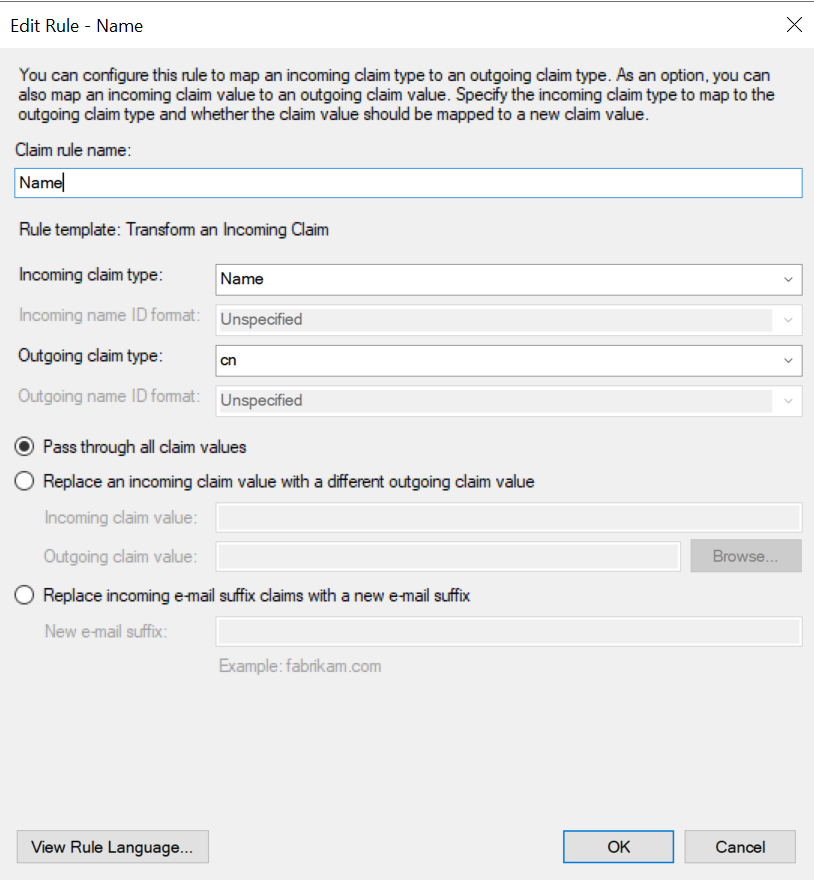 Edit Rule - Name
You can configure this rule to map an incoming claim type to an outgoing claim type. As an option, you can
also map an incoming claim value to an outgoing claim value. Specify the incoming claim type to map to the
outgoing claim type and whether the claim value should be mapped to a new claim value.
Claim rule name:
Name
Rule template: Transform an Incoming Claim
Incoming claim type: Name
Incoming name ID format: Unspecified
Outgoing claim type: cn
Outgoing name ID format: Unspecified
Pass through all claim values
Replace an incoming claim value with a different outgoing claim value
Incoming claim value:
Outgoing claim value: Browse...
Replace incoming e-mail suffix claims with a new e-mail suffix
New e-mail suffix:
Example: fabrikam.com
View Rule Language... OK Cancel